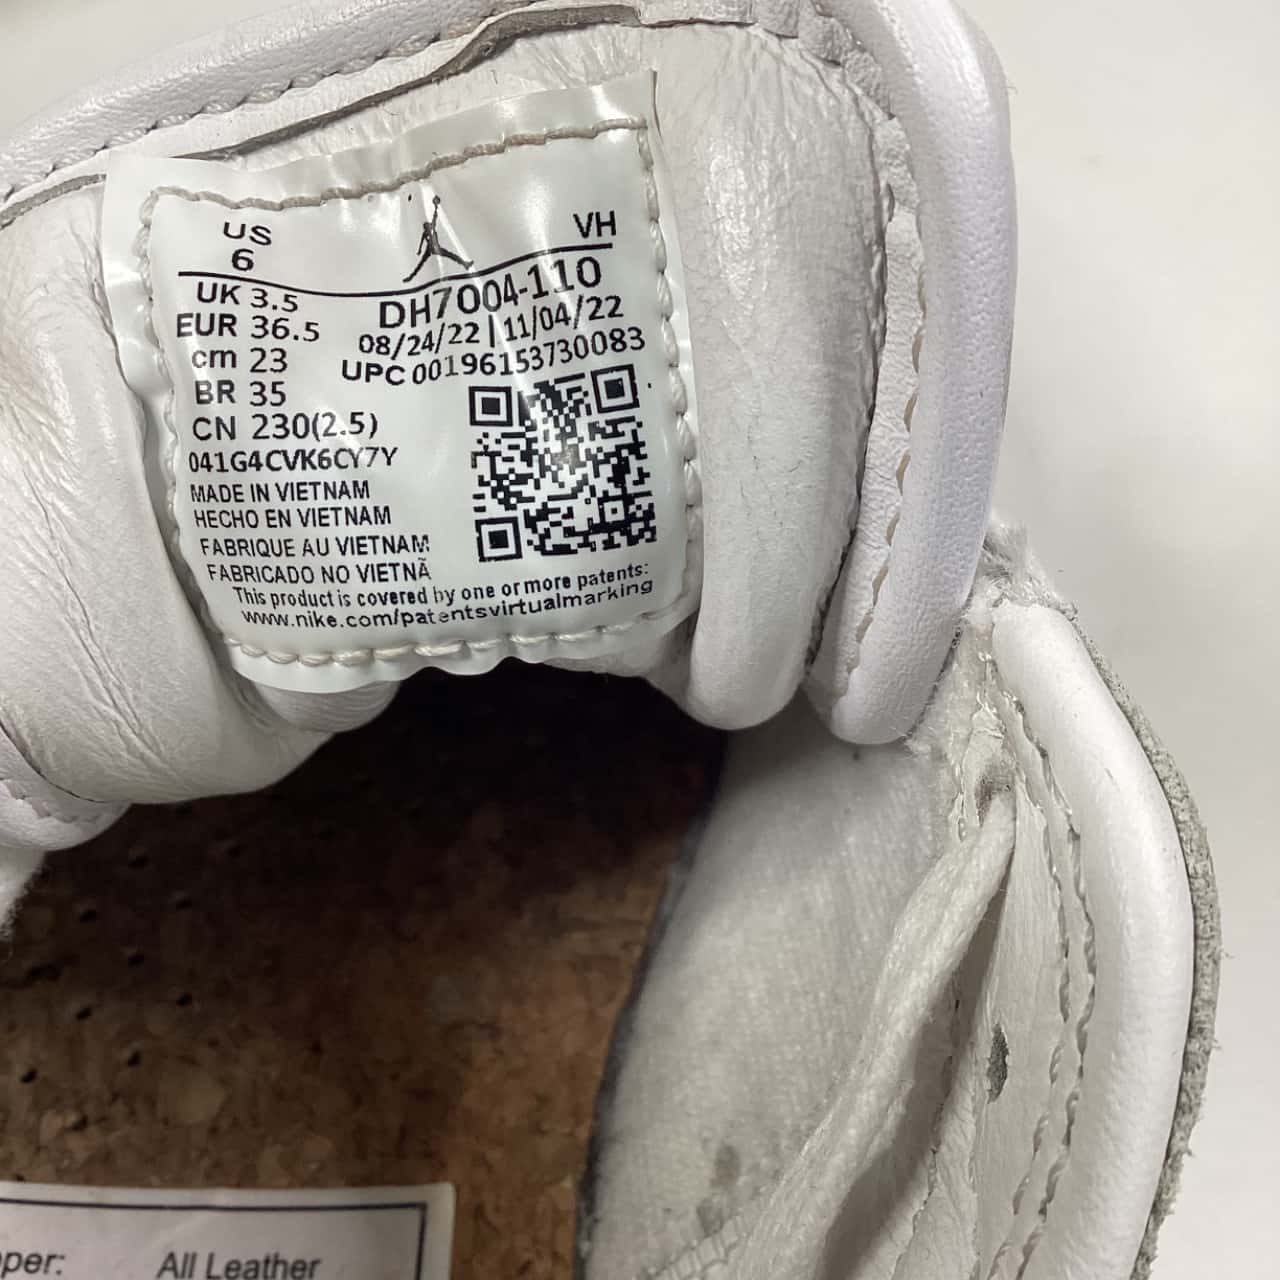 US
6
VH
UK 3.5
EUR 36.5
cm 23
BR 35
CN 230(2.5)
DH7004-110
08/24/22 | 11/04/22
UPC 00196153730083
041G4CVK6CY7Y
MADE IN VIETNAM
HECHO EN VIETNAM
FABRIQUE AU VIETNAM
FABRICADO NO VIETNÃ
This product is covered by one or more patents:
www.nike.com/patentsvirtualmarking
pper: All Leather